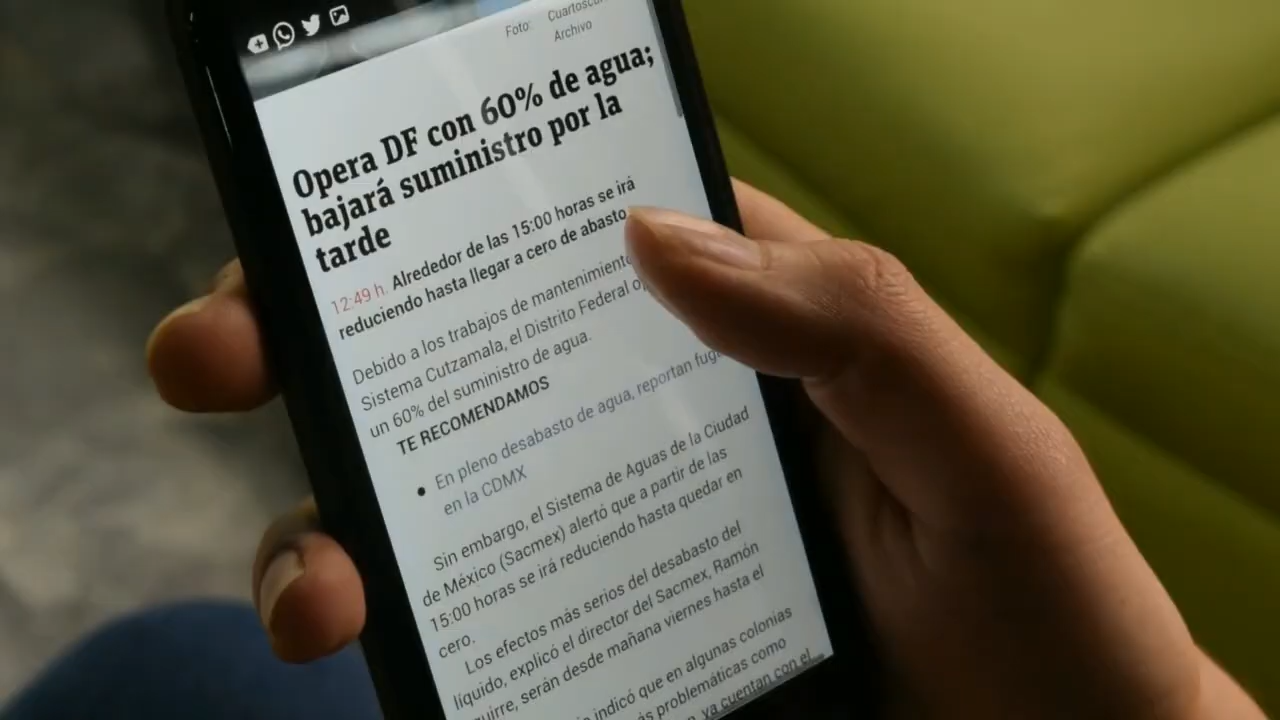 Foto: Cuartoscuro
Archivo
Opera DF con 60% de agua;
bajará suministro por la
tarde
12:49 h. Alrededor de las 15:00 horas se irá
reduciendo hasta llegar a cero de abasto
Debido a los trabajos de mantenimiento
Sistema Cutzamala, el Distrito Federal
un 60% del suministro de agua.
TE RECOMENDAMOS
• En pleno desabasto de agua, reportan
en la CDMX
Sin embargo, el Sistema de Aguas de la Ciudad
de México (Sacmex) alertó que a partir de las
15:00 horas se irá reduciendo hasta quedar en
cero.
Los efectos más serios del desabasto del
líquido, explicó el director del Sacmex, Ramón
guirre, serán desde mañana viernes hasta el
indicó que en algunas colonias
más problemáticas como
ya cuentan con el